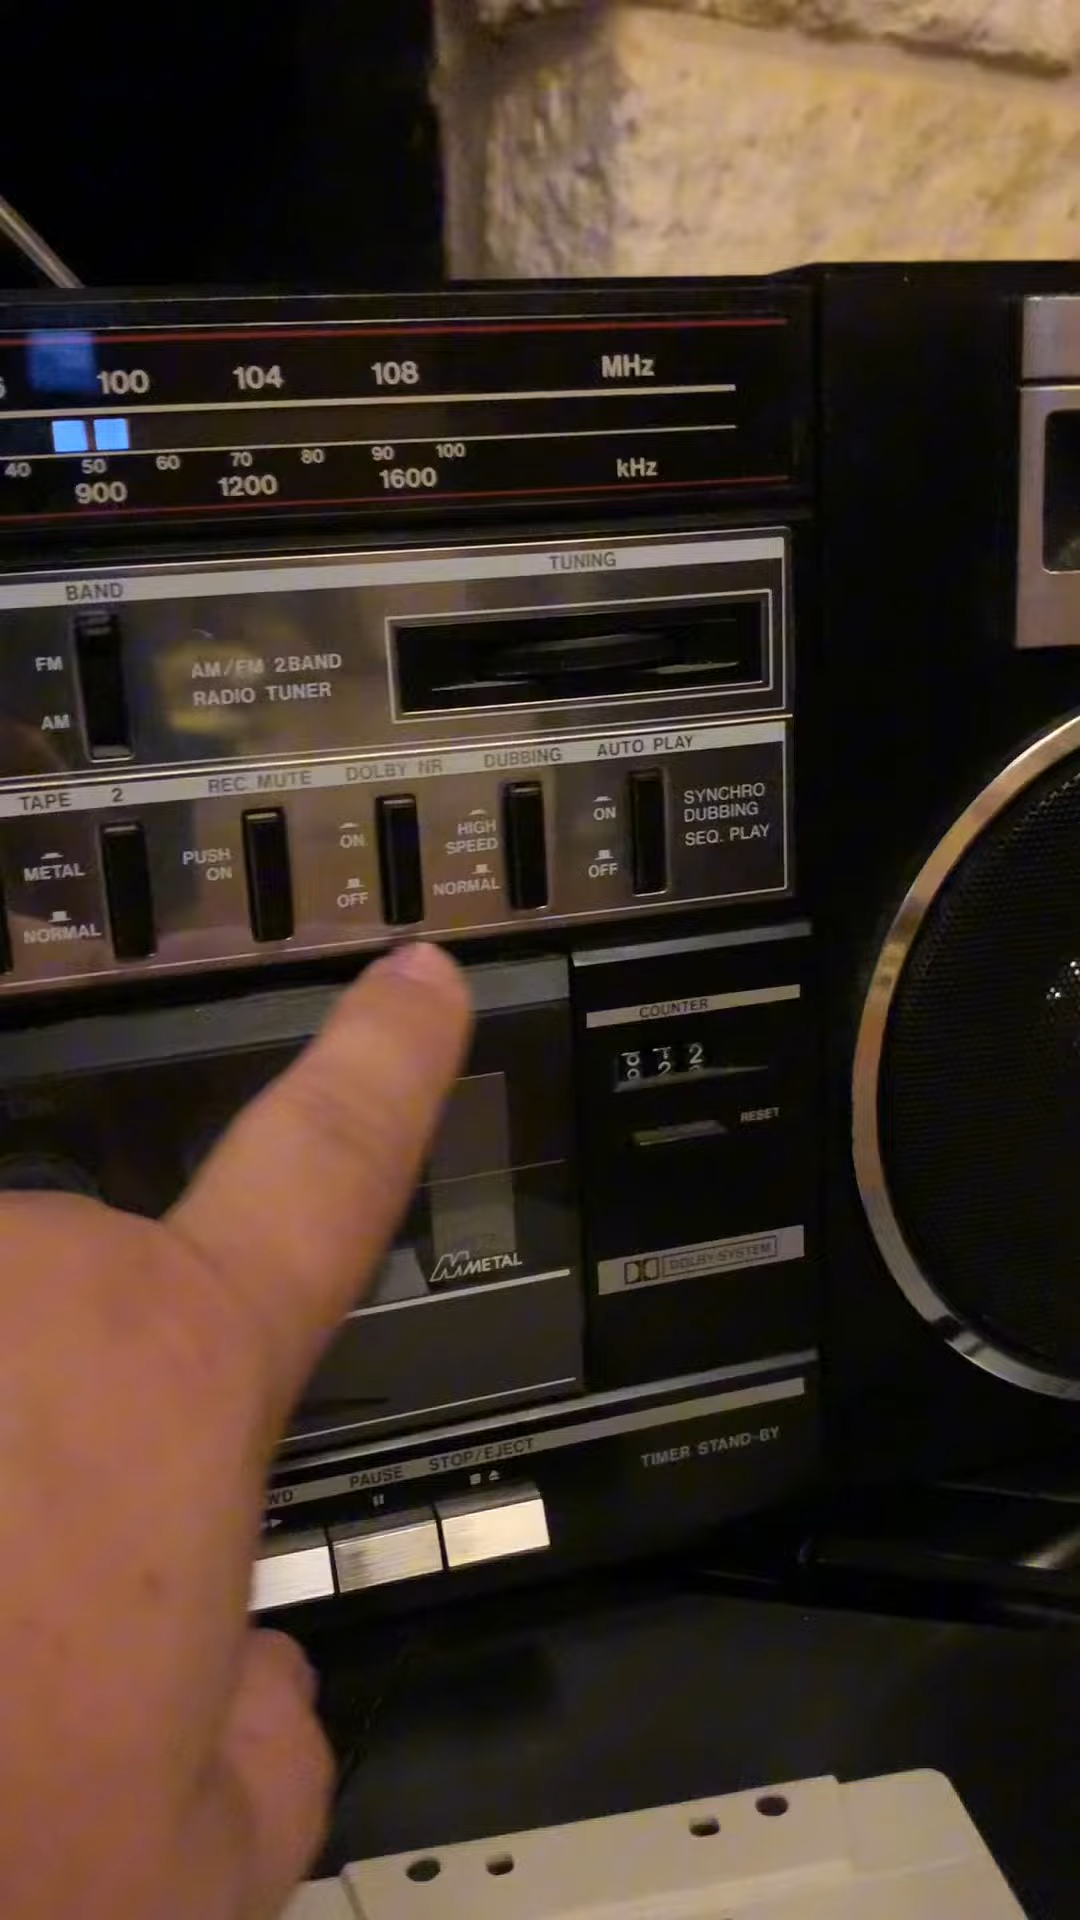 100 104 108 MHz
40 50 60 70 80 90 100
900 1200 1600 kHz
BAND
TUNING
FM
AM
AM/FM 2BAND
RADIO TUNER
TAPE 2
REC MUTE
DOLBY NR
DUBBING
AUTO PLAY
METAL
NORMAL
PUSH
ON
ON
OFF
HIGH
SPEED
NORMAL
ON
OFF
SYNCHRO
DUBBING
SEQ. PLAY
COUNTER
RESET
METAL
DOLBY SYSTEM
PAUSE
STOP/EJECT
TIMER STAND-BY